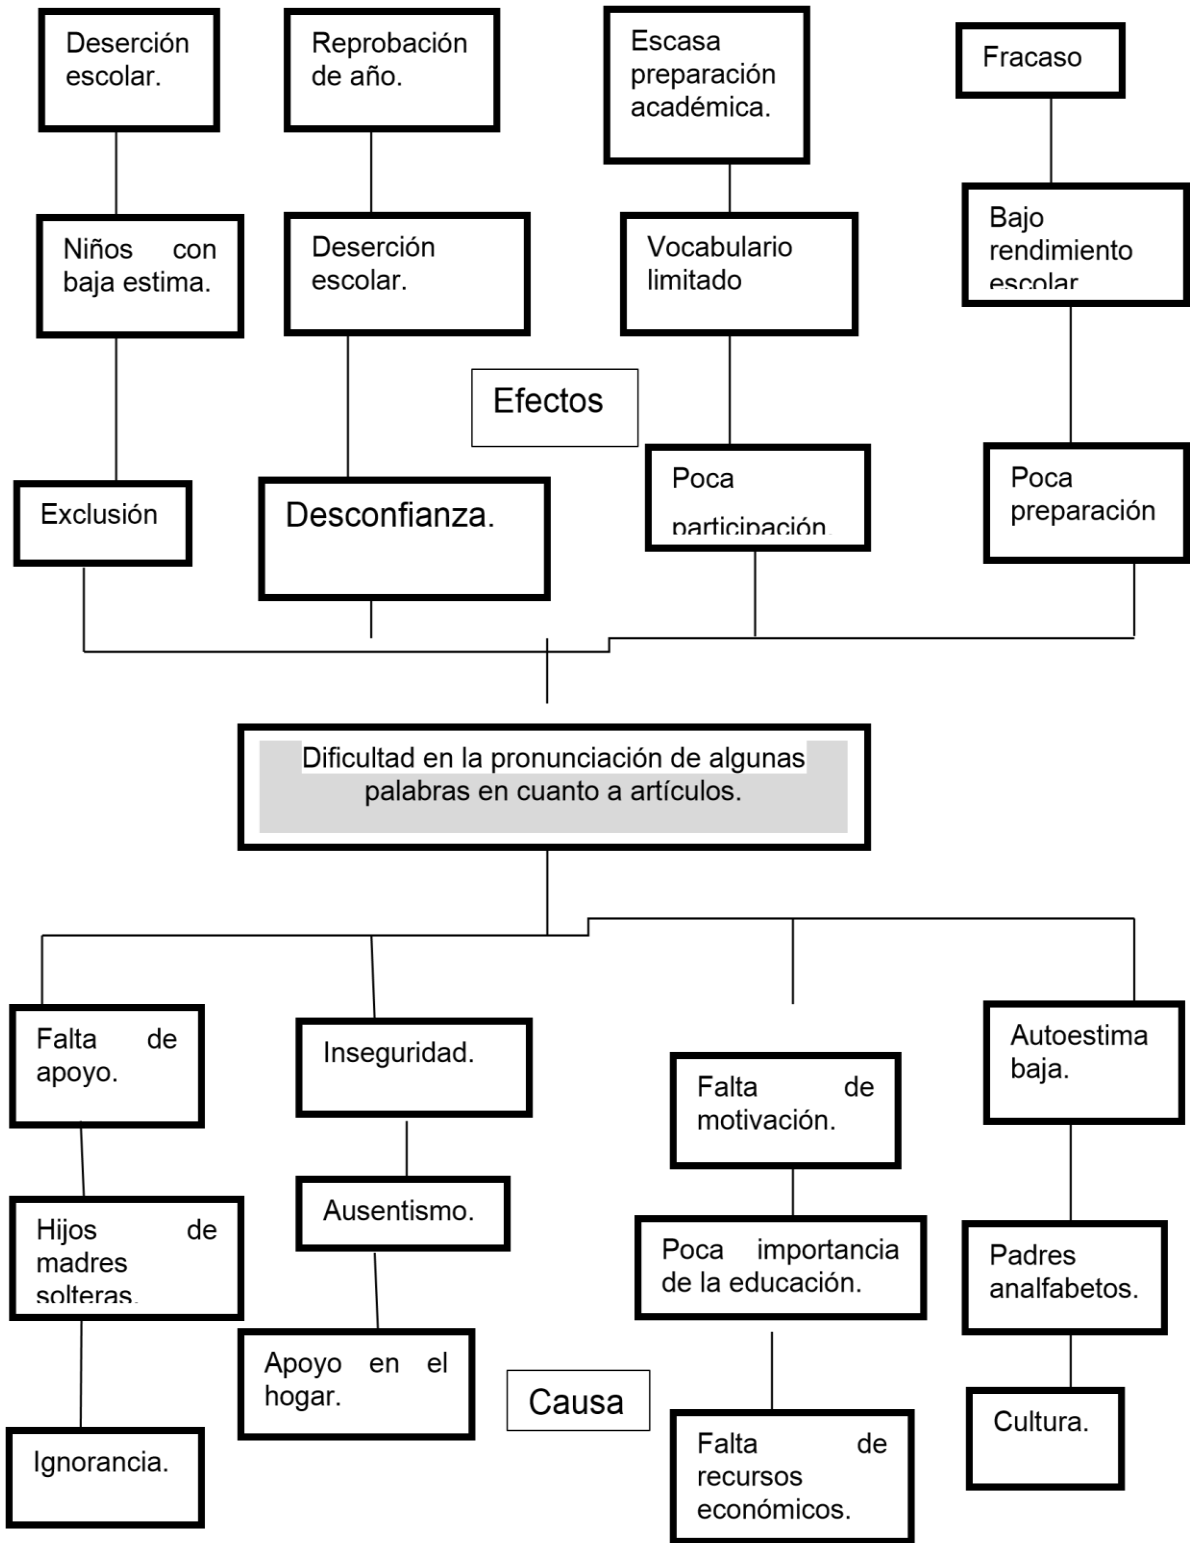 Deserción
escolar.
Reprobación
de año.
Escasa
preparación
académica.
Fracaso
Niños con
baja estima.
Deserción
escolar.
Vocabulario
limitado
Bajo
rendimiento
escolar
Efectos
Exclusión
Desconfianza.
Poca
participación.
Poca
preparación
Dificultad en la pronunciación de algunas
palabras en cuanto a artículos.
Falta de
apoyo.
Inseguridad.
Falta de
motivación.
Autoestima
baja.
Hijos de
madres
solteras.
Ausentismo.
Poca importancia
de la educación.
Padres
analfabetos.
Ignorancia.
Apoyo en el
hogar.
Causa
Falta de
recursos
económicos.
Cultura.